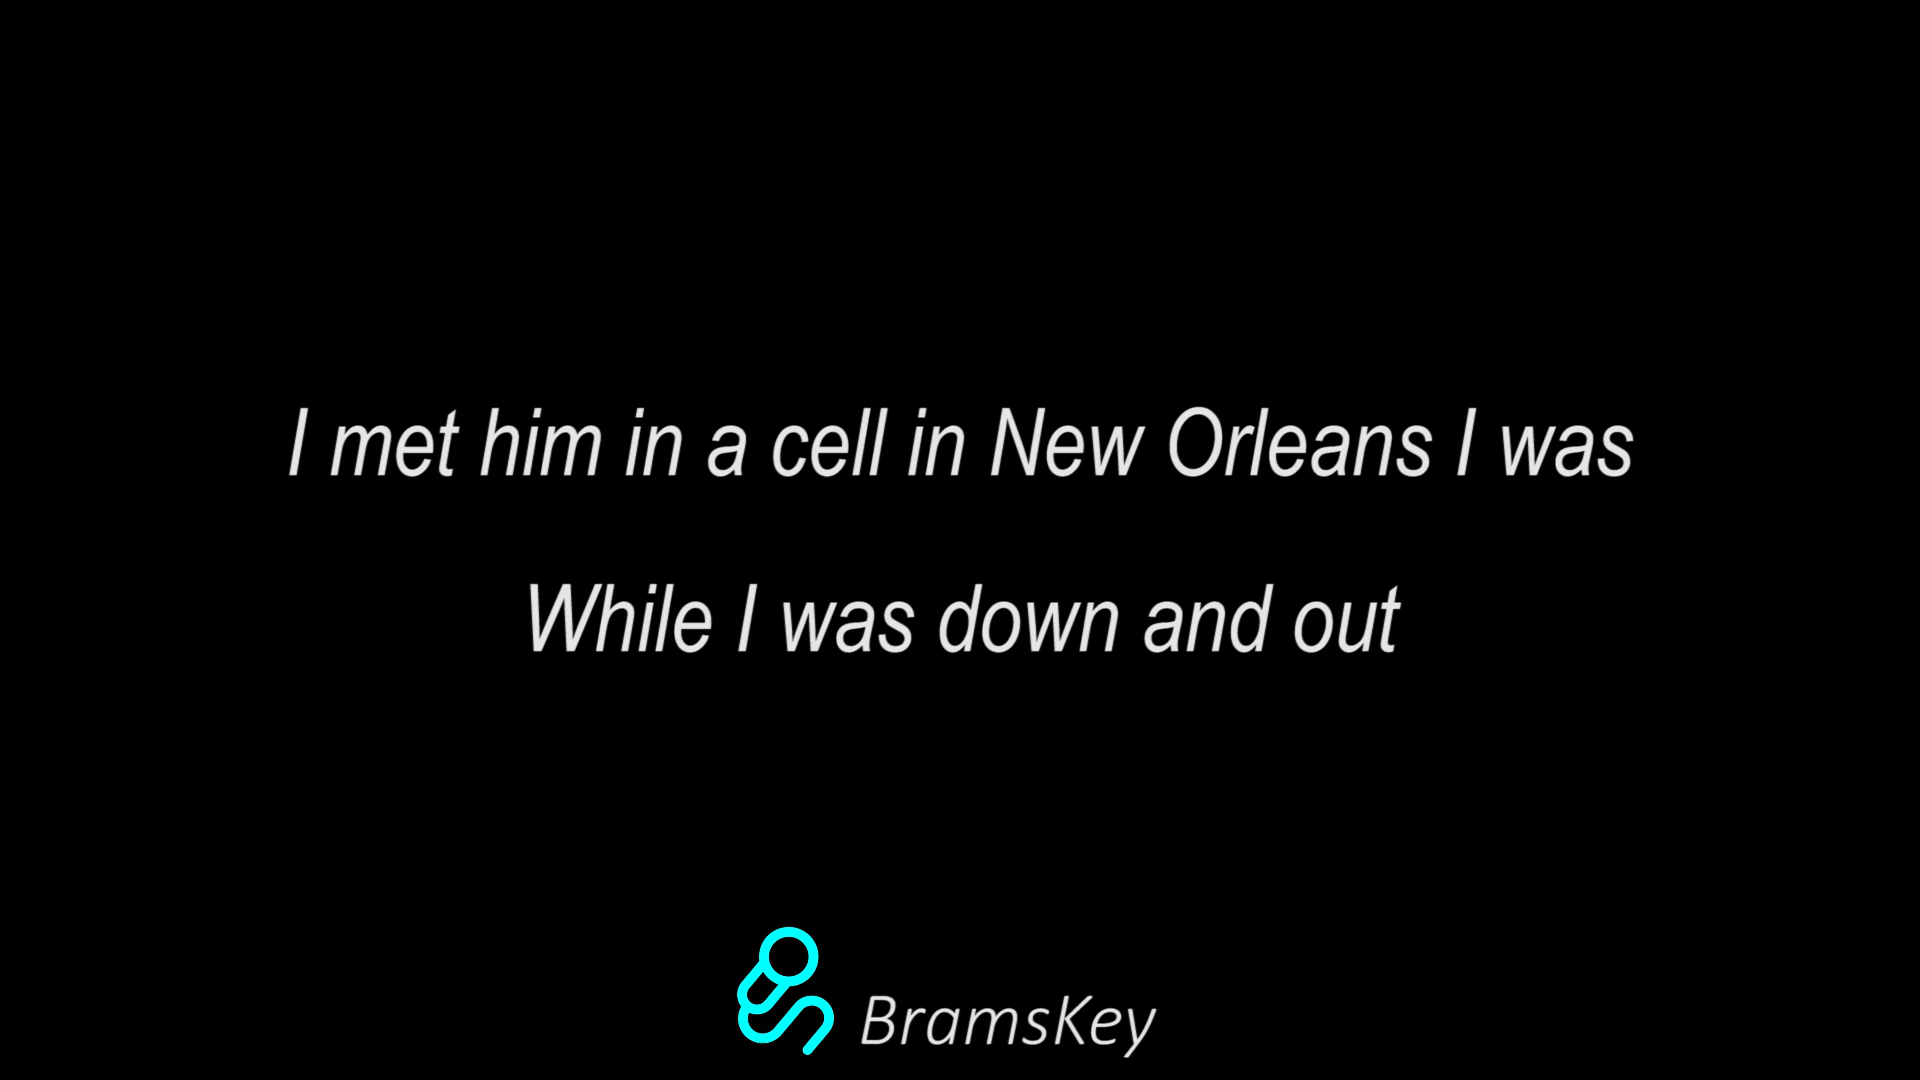 I met him in a cell in New Orleans I was
While I was down and out
BramsKey